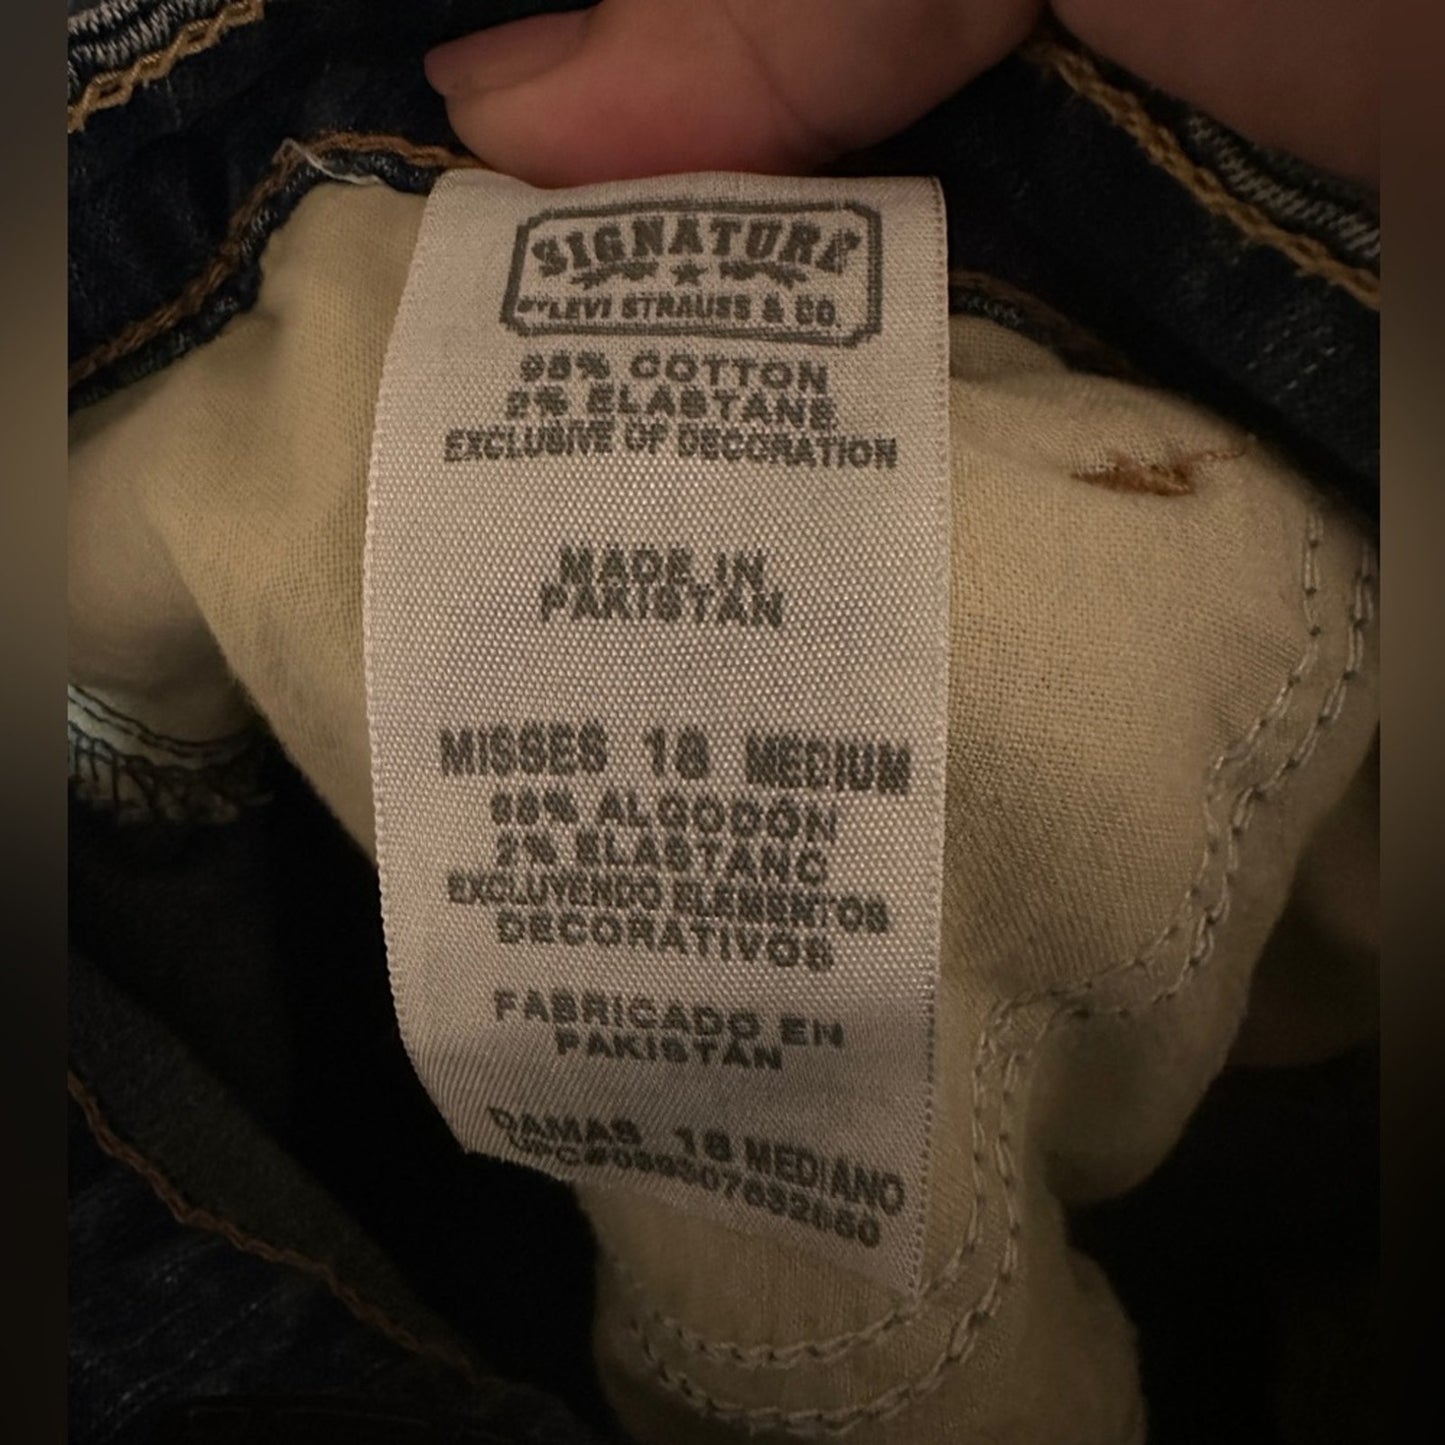 SIGNATURE
BY LEVI STRAUSS & CO.
98% COTTON
2% ELASTANE
EXCLUSIVE OF DECORATION
MADE IN
PAKISTAN
MISSES 18 MEDIUM
98% ALGODÓN
2% ELASTANO
EXCLUYENDO ELEMENTOS
DECORATIVOS
FABRICADO EN
PAKISTÁN
DAMAS 18 MEDIANO